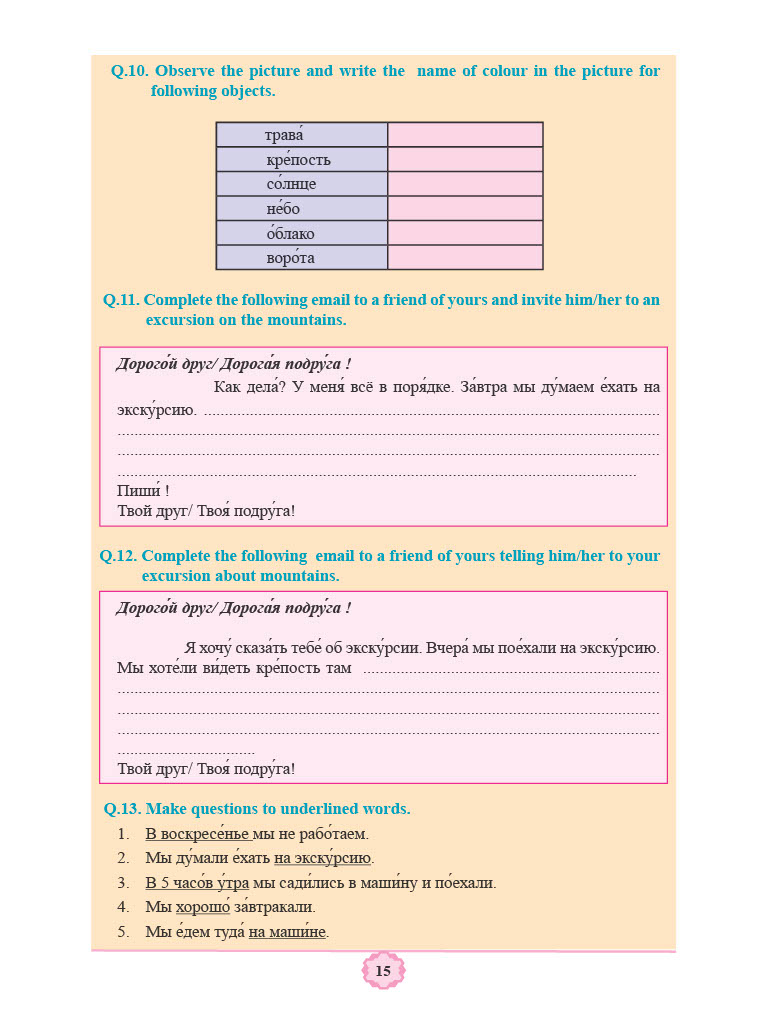 Q.10. Observe the picture and write the name of colour in the picture for
following objects.
трава́
кре́пость
со́лнце
не́бо
о́блако
воро́та
Q.11. Complete the following email to a friend of yours and invite him/her to an
excursion on the mountains.
Дорого́й друг/ Дорога́я подру́га !
Как дела́? У меня́ всё в поря́дке. За́втра мы ду́маем е́хать на
экску́рсию. ............................................................................................................
.................................................................................................................................
.................................................................................................................................
...........................................................................................................................
Пиши́ !
Твой друг/ Твоя́ подру́га!
Q.12. Complete the following email to a friend of yours telling him/her to your
excursion about mountains.
Дорого́й друг/ Дорога́я подру́га !
Я хочу́ сказа́ть тебе́ об экску́рсии. Вчера́ мы пое́хали на экску́рсию.
Мы хоте́ли ви́деть кре́пость там ......................................................................
.................................................................................................................................
.................................................................................................................................
.................................................................................................................................
................................
Твой друг/ Твоя́ подру́га!
Q.13. Make questions to underlined words.
1. В воскресе́нье мы не рабо́таем.
2. Мы ду́мали е́хать на экску́рсию.
3. В 5 часо́в у́тра мы сади́лись в маши́ну и по́ехали.
4. Мы хорошо́ за́втракали.
5. Мы е́дем туда́ на маши́не.
15